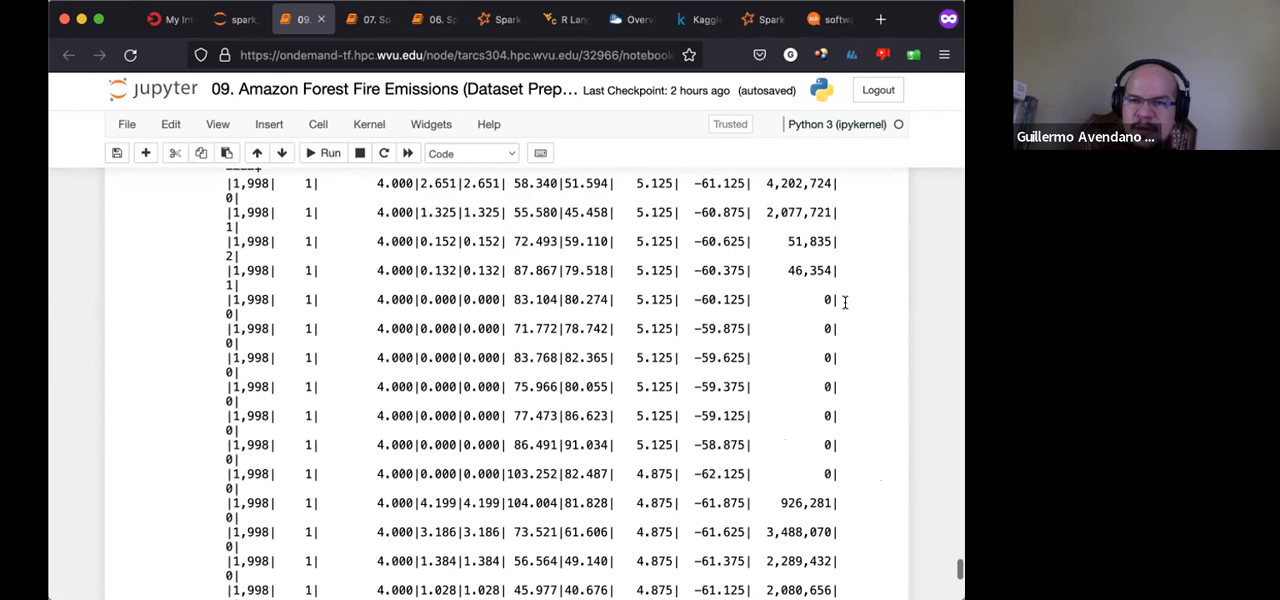 My Int
spark_
09.
07. Sp
06. Sp
Spark
R Lang
Overvi
Kaggl
Spark
softwa
https://ondemand-tf.hpc.wvu.edu/node/tarcs304.hpc.wvu.edu/32966/notebook
jupyter 09. Amazon Forest Fire Emissions (Dataset Prep... Last Checkpoint: 2 hours ago (autosaved) Logout
File Edit View Insert Cell Kernel Widgets Help Trusted Python 3 (ipykernel)
Run Code
----+
|1,998| 1| 4.000|2.651|2.651| 58.340|51.594| 5.125| -61.125| 4,202,724|
0|
|1,998| 1| 4.000|1.325|1.325| 55.580|45.458| 5.125| -60.875| 2,077,721|
1|
|1,998| 1| 4.000|0.152|0.152| 72.493|59.110| 5.125| -60.625| 51,835|
2|
|1,998| 1| 4.000|0.132|0.132| 87.867|79.518| 5.125| -60.375| 46,354|
1|
|1,998| 1| 4.000|0.000|0.000| 83.104|80.274| 5.125| -60.125| 0|
0|
|1,998| 1| 4.000|0.000|0.000| 71.772|78.742| 5.125| -59.875| 0|
0|
|1,998| 1| 4.000|0.000|0.000| 83.768|82.365| 5.125| -59.625| 0|
0|
|1,998| 1| 4.000|0.000|0.000| 75.966|80.055| 5.125| -59.375| 0|
0|
|1,998| 1| 4.000|0.000|0.000| 77.473|86.623| 5.125| -59.125| 0|
0|
|1,998| 1| 4.000|0.000|0.000| 86.491|91.034| 5.125| -58.875| 0|
0|
|1,998| 1| 4.000|0.000|0.000|103.252|82.487| 4.875| -62.125| 0|
0|
|1,998| 1| 4.000|4.199|4.199|104.004|81.828| 4.875| -61.875| 926,281|
0|
|1,998| 1| 4.000|3.186|3.186| 73.521|61.606| 4.875| -61.625| 3,488,070|
0|
|1,998| 1| 4.000|1.384|1.384| 56.564|49.140| 4.875| -61.375| 2,289,432|
0|
|1,998| 1| 4.000|1.028|1.028| 45.977|40.676| 4.875| -61.125| 2,080,656|
Guillermo Avendano ...